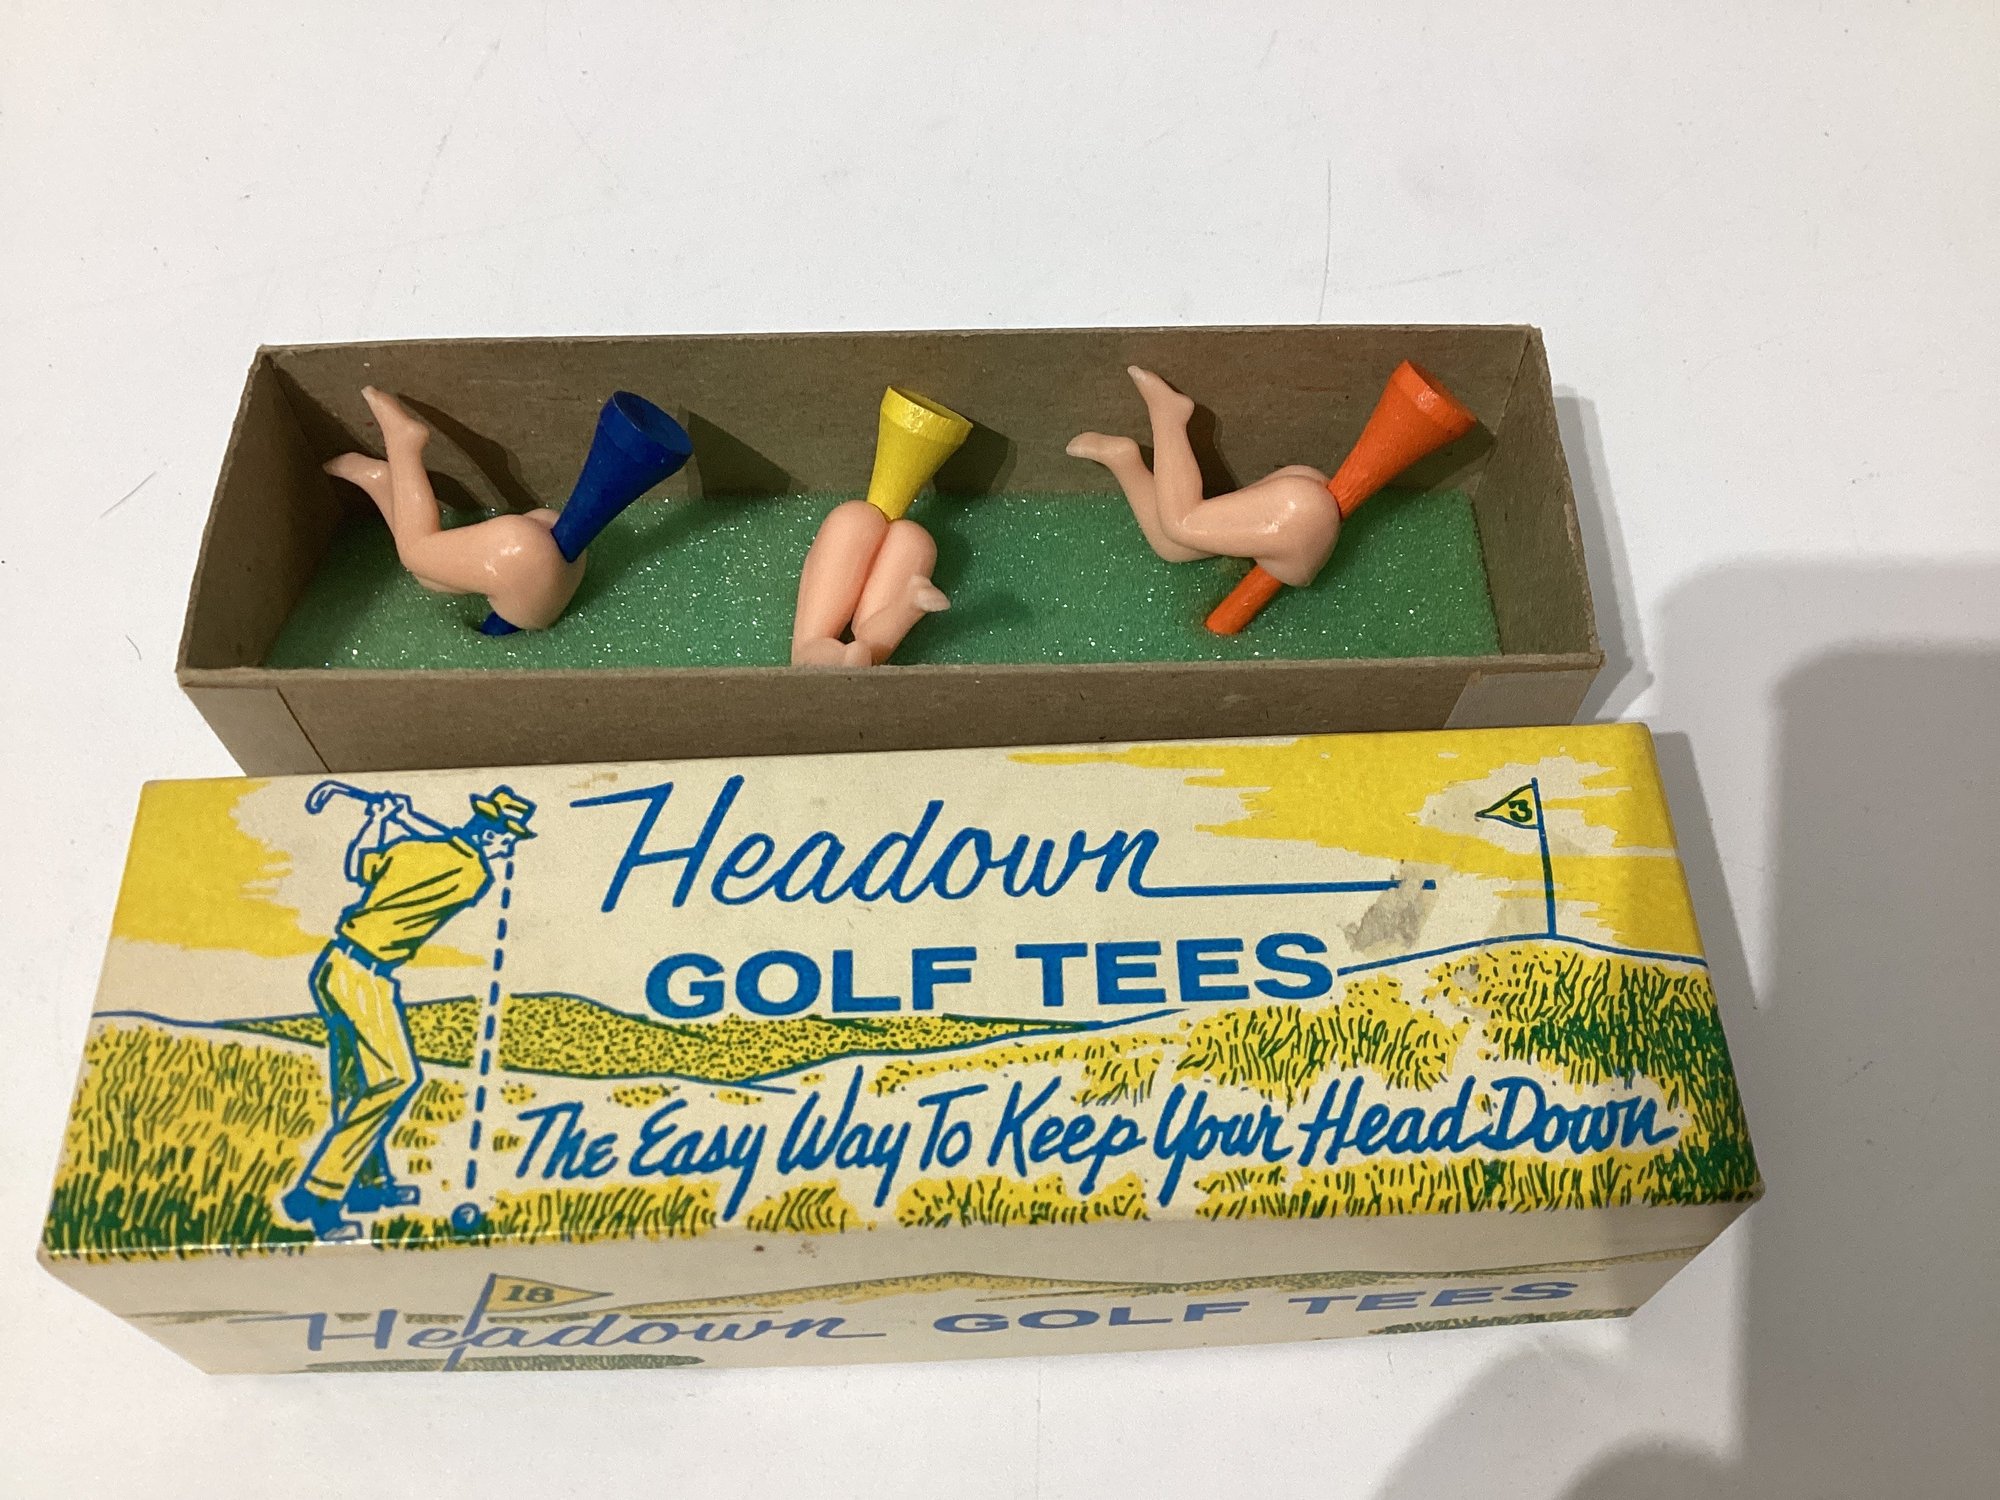 Headown
GOLF TEES
3
The Easy Way To Keep Your Head Down
18
Headown GOLF TEES